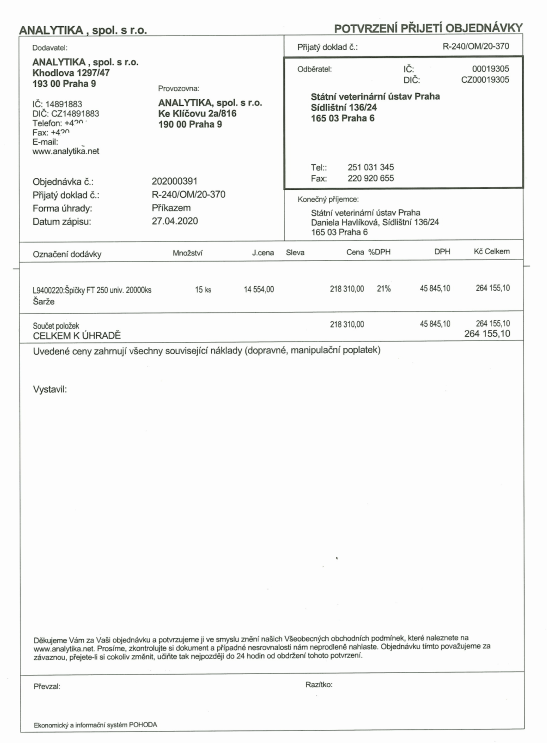 ANALYTIKA , spol. s r.o.
POTVRZENÍ PŘIJETÍ OBJEDNÁVKY
Dodavatel:
ANALYTIKA , spol. s r.o.
Khodlova 1297/47
193 00 Praha 9
IČ: 14891883
DIČ: CZ14891883
Telefon:
Fax:
E-mail:
www.analytika.net
Provozovna:
ANALYTIKA, spol. s r.o.
Ke Klíčovu 2a/816
190 00 Praha 9
Objednávka č.: 202000391
Přijatý doklad č.: R-240/OM/20-370
Forma úhrady: Příkazem
Datum zápisu: 27.04.2020
Přijatý doklad č.: R-240/OM/20-370
Odběratel: IČ: 00019305
DIČ: CZ00019305
Státní veterinární ústav Praha
Sídlištní 136/24
165 03 Praha 6
Tel:: 251 031 345
Fax: 220 920 655
Konečný příjemce:
Státní veterinární ústav Praha
Daniela Havlíková, Sídlištní 136/24
165 03 Praha 6
Označení dodávky Množství J.cena Sleva Cena %DPH DPH Kč Celkem
L9400220:Špičky FT 250 univ. 20000ks 15 ks 14 554,00 218 310,00 21% 45 845,10 264 155,10
Šarže
Součet položek 218 310,00 45 845,10 264 155,10
CELKEM K ÚHRADĚ 264 155,10
Uvedené ceny zahrnují všechny související náklady (dopravné, manipulační poplatek)
Vystavil:
Děkujeme Vám za Vaši objednávku a potvrzujeme ji ve smyslu znění našich Všeobecných obchodních podmínek, které naleznete na
www.analytika.net. Prosíme, zkontrolujte si dokument a případné nesrovnalosti nám neprodleně nahlaste. Objednávku tímto považujeme za
závaznou, přejete-li si cokoliv změnit, učiňte tak nejpozději do 24 hodin od obdržení tohoto potvrzení.
Převzal: Razítko:
Ekonomický a informační systém POHODA